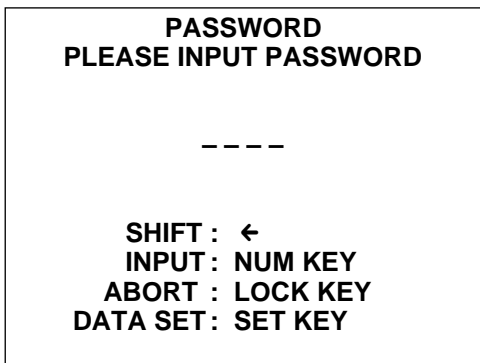 PASSWORD
PLEASE INPUT PASSWORD
– – – –
SHIFT : ←
INPUT : NUM KEY
ABORT : LOCK KEY
DATA SET : SET KEY